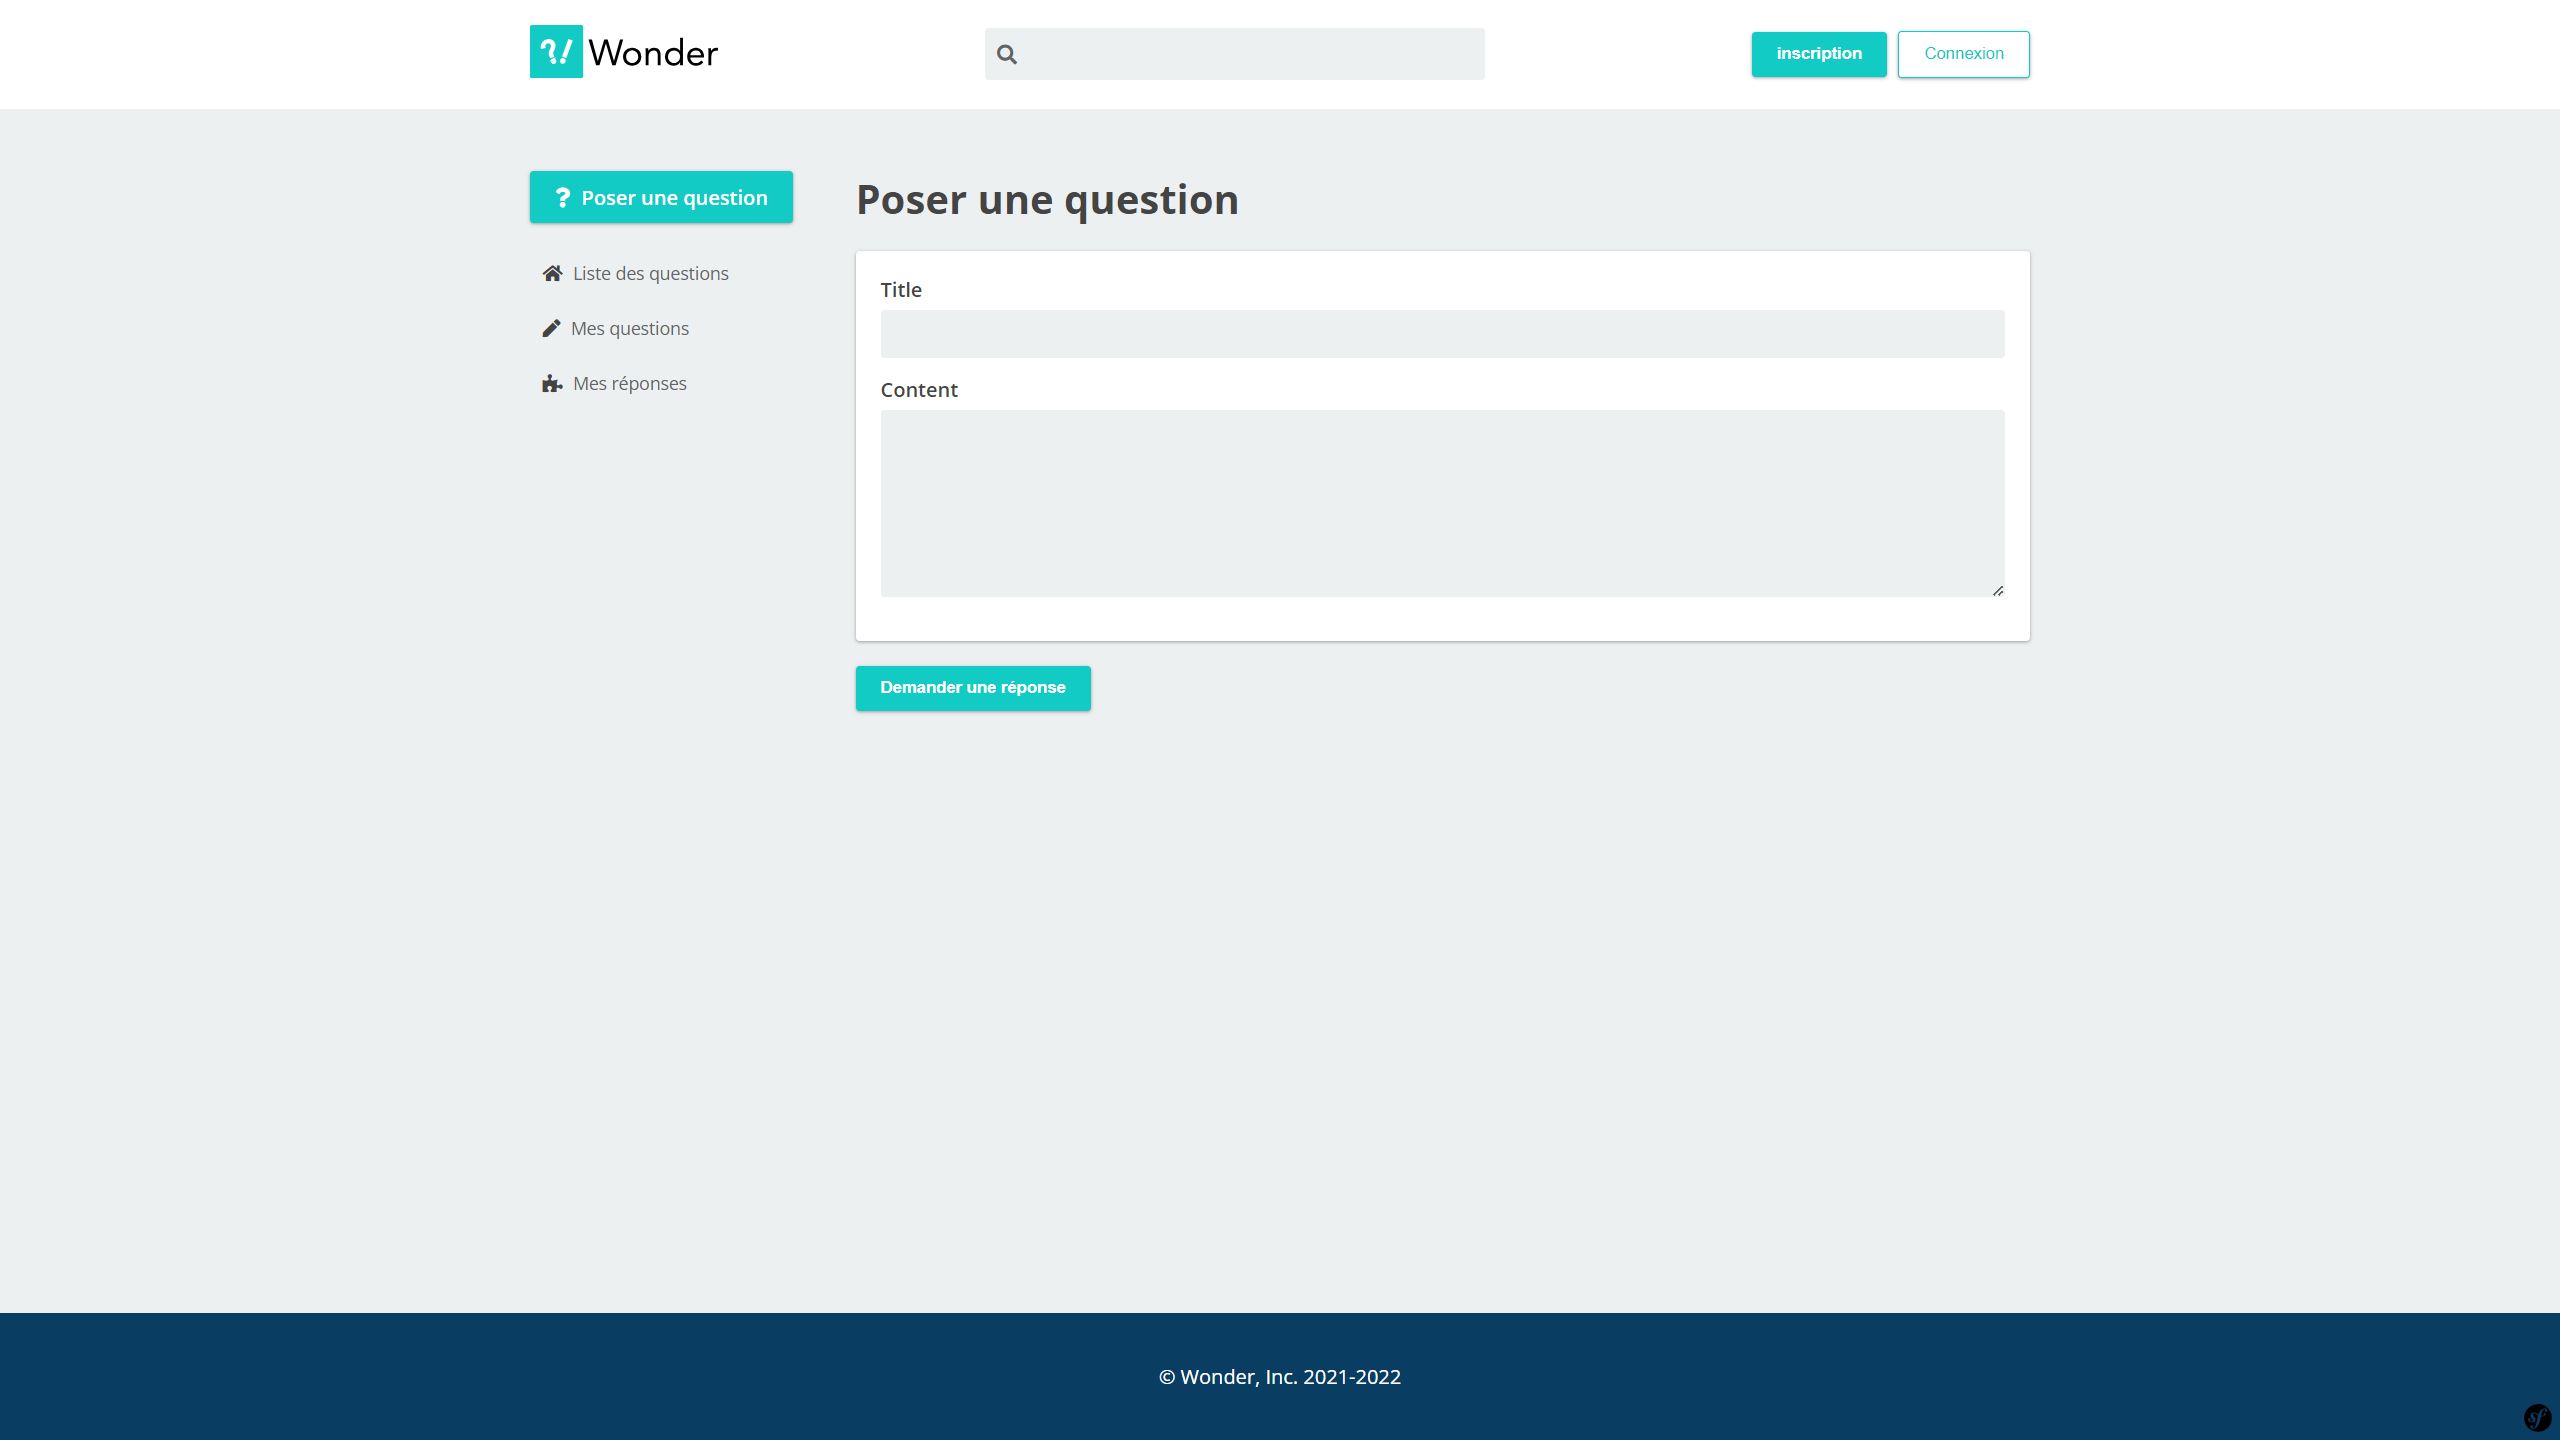 ?! Wonder
inscription
Connexion
Poser une question
Liste des questions
Mes questions
Mes réponses
Poser une question
Title
Content
Demander une réponse
© Wonder, Inc. 2021-2022
sf